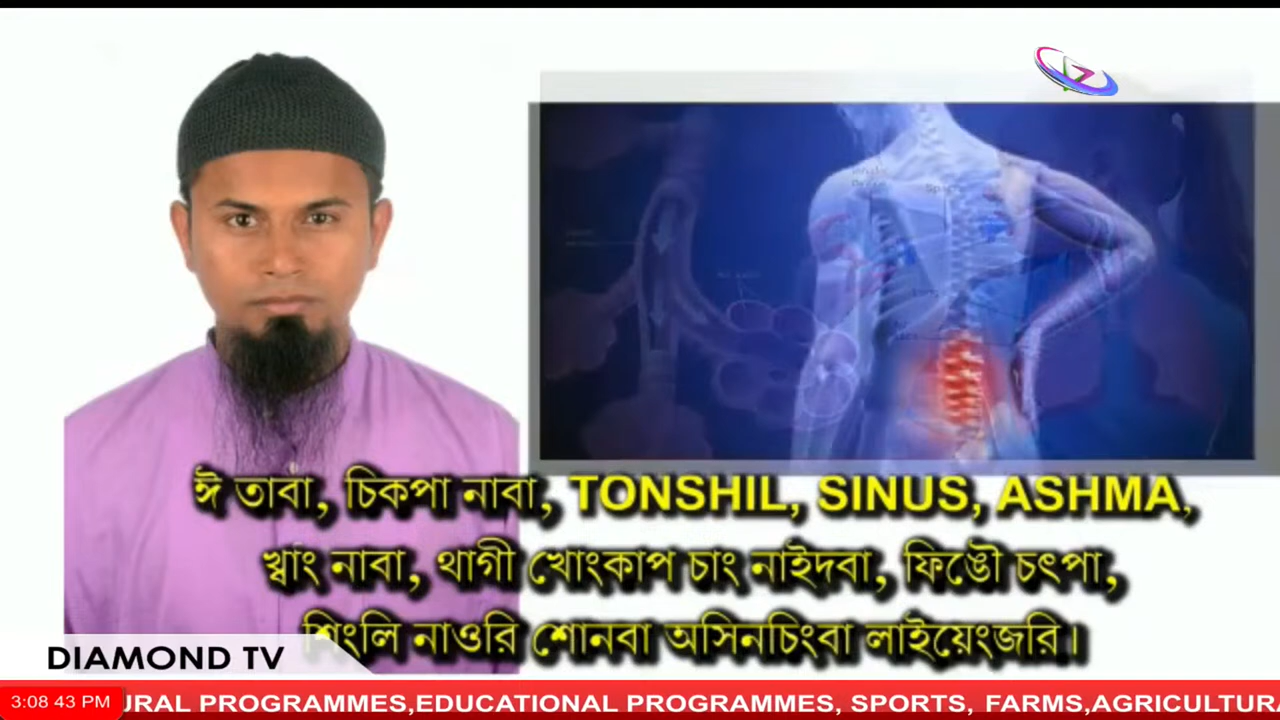 ঈ তাবা, চিকপা নাবা, TONSHIL, SINUS, ASHMA,
খ্বাং নাবা, থাগী খোংকাপ চাং নাইদবা, ফিঙৌ চৎপা,
শিংলি নাওরি শোনবা অসিনচিংবা লাইয়েংজরি।
DIAMOND TV
3:08 43 PM
URAL PROGRAMMES,EDUCATIONAL PROGRAMMES, SPORTS, FARMS,AGRICULTURA